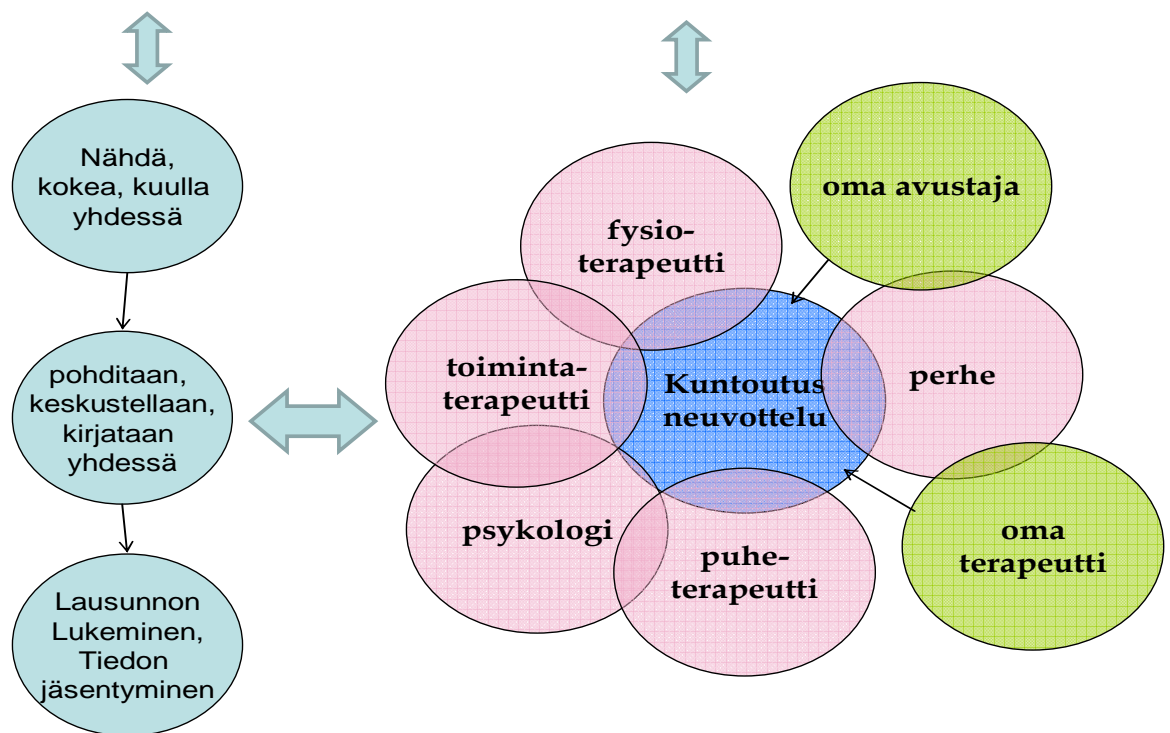 Nähdä,
kokea, kuulla
yhdessä
pohditaan,
keskustellaan,
kirjataan
yhdessä
Lausunnon
Lukeminen,
Tiedon
jäsentyminen
oma avustaja
fysio-
terapeutti
toiminta-
terapeutti
Kuntoutus
neuvottelu
perhe
psykologi
puhe-
terapeutti
oma
terapeutti